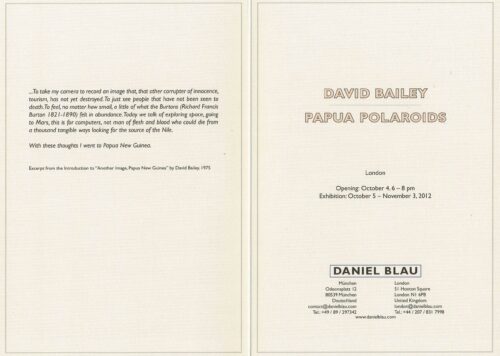 ...To take my camera to record an image that, that other corrupter of innocence,
tourism, has not yet destroyed. To just see people that have not been seen to
death. To feel, no matter how small, a little of what the Burtons (Richard Francis
Burton 1821-1890) felt in abundance. Today we talk of exploring space, going
to Mars, this is for computers, not man of flesh and blood who could die from
a thousand tangible ways looking for the source of the Nile.
With these thoughts I went to Papua New Guinea.
Excerpt from the Introduction to "Another Image, Papua New Guinea" by David Bailey, 1975
DAVID BAILEY
PAPUA POLAROIDS
London
Opening: October 4, 6 – 8 pm
Exhibition: October 5 – November 3, 2012
DANIEL BLAU
München
Odeonsplatz 12
80539 München
Deutschland
contact@danielblau.com
Tel.: +49 / 89 / 297342
London
51 Hoxton Square
London N1 6PB
United Kingdom
london@danielblau.com
Tel.: +44 / 207 / 831 7998
www.danielblau.com